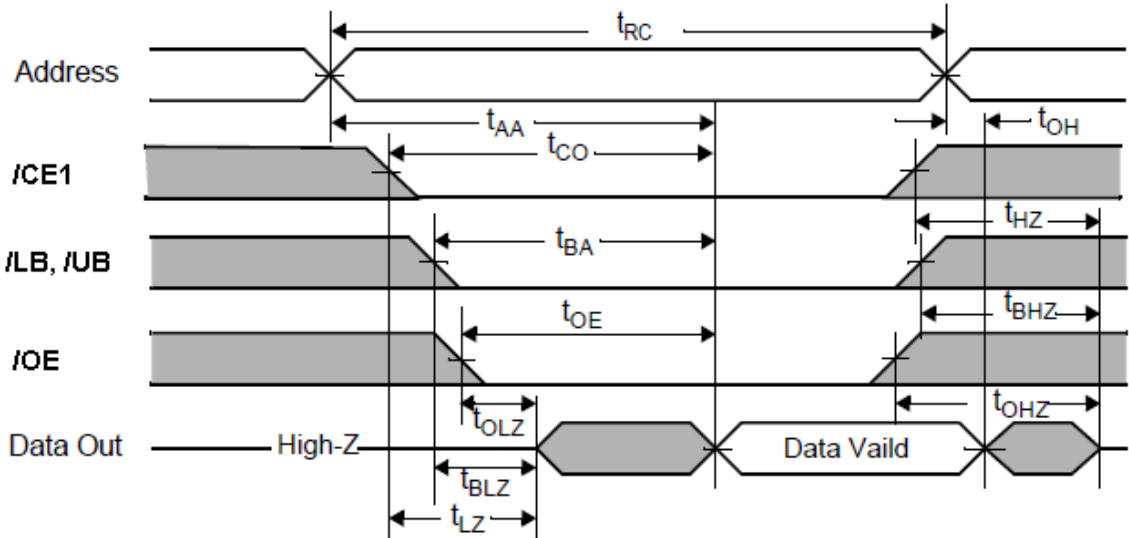 tRC
Address
tAA
tOH
tCO
/CE1
tHZ
tBA
/LB, /UB
tBHZ
tOE
/OE
tOHZ
tOLZ
Data Out
High-Z
Data Vaild
tBLZ
tLZ